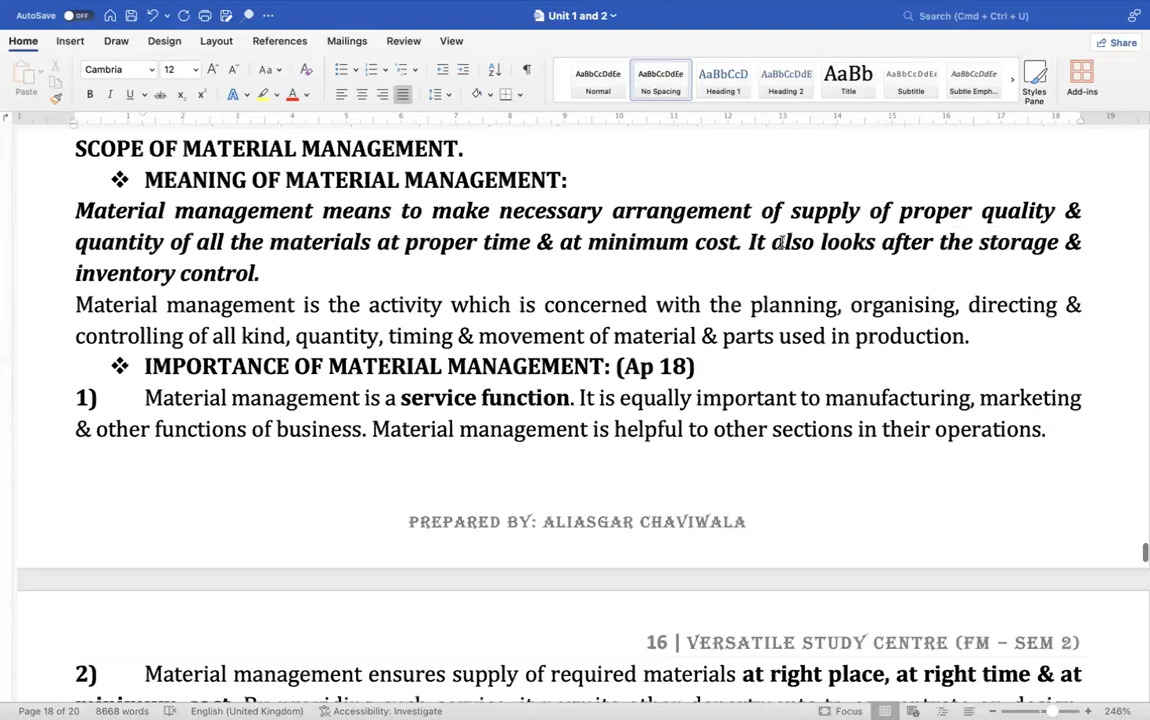 AutoSave OFF Unit 1 and 2 Search (Cmd + Ctrl + U)
Home Insert Draw Design Layout References Mailings Review View Share
Paste Cambria 12 AaBbCcDdEe Normal AaBbCcDdEe No Spacing AaBbCcD Heading 1 AaBbCcDdE Heading 2 AaBb Title AaBbCcDdEe Subtitle AaBbCcDdEe Subtle Emph... Styles Pane Add-ins
SCOPE OF MATERIAL MANAGEMENT.
❖ MEANING OF MATERIAL MANAGEMENT:
Material management means to make necessary arrangement of supply of proper quality &
quantity of all the materials at proper time & at minimum cost. It also looks after the storage &
inventory control.
Material management is the activity which is concerned with the planning, organising, directing &
controlling of all kind, quantity, timing & movement of material & parts used in production.
❖ IMPORTANCE OF MATERIAL MANAGEMENT: (Ap 18)
1) Material management is a service function. It is equally important to manufacturing, marketing
& other functions of business. Material management is helpful to other sections in their operations.
PREPARED BY: ALIASGAR CHAVIWALA
16 | VERSATILE STUDY CENTRE (FM – SEM 2)
2) Material management ensures supply of required materials at right place, at right time & at
Page 18 of 20 8668 words English (United Kingdom) Accessibility: Investigate Focus 246%